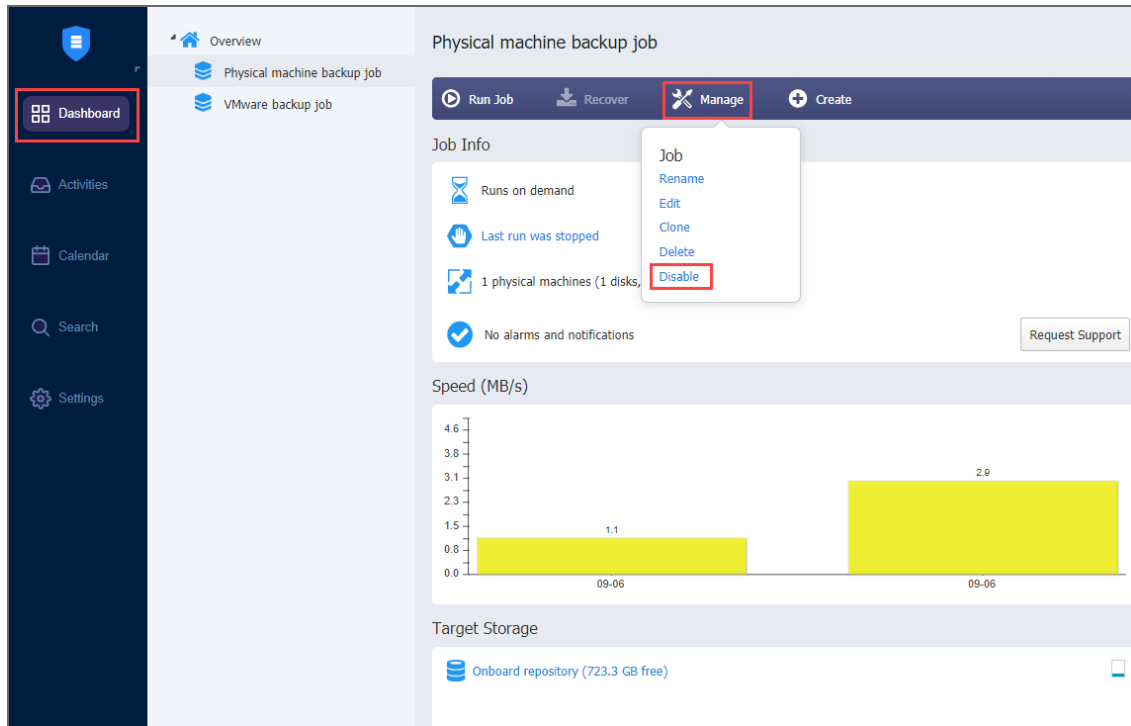 Dashboard
Activities
Calendar
Search
Settings
Overview
Physical machine backup job
VMware backup job
Physical machine backup job
Run Job Recover Manage Create
Job Info
Runs on demand
Last run was stopped
1 physical machines (1 disks,
No alarms and notifications
Request Support
Job
Rename
Edit
Clone
Delete
Disable
Speed (MB/s)
4.6
3.8
3.1
2.3
1.5
0.8
0.0
1.1
2.9
09-06 09-06
Target Storage
Onboard repository (723.3 GB free)